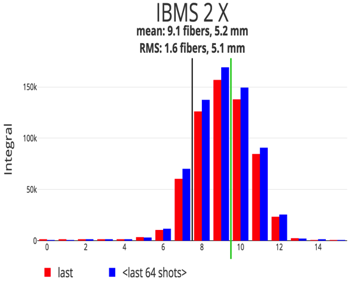 IBMS 2 X
mean: 9.1 fibers, 5.2 mm
RMS: 1.6 fibers, 5.1 mm
Integral
150k
100k
50k
0
0 2 4 6 8 10 12 14
last <last 64 shots>